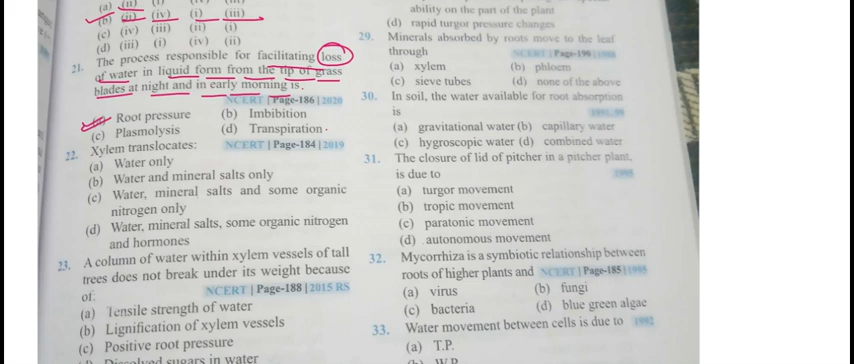 (b) (ii) (iv) (i) (iii)
(c) (iv) (iii) (ii) (i)
(d) (iii) (i) (iv) (ii)
21. The process responsible for facilitating loss
of water in liquid form from the tip of grass
blades at night and in early morning is.
NCERT | Page-186 | 2020
Root pressure (b) Imbibition
(c) Plasmolysis (d) Transpiration
22. Xylem translocates: NCERT | Page-184 | 2019
(a) Water only
(b) Water and mineral salts only
(c) Water, mineral salts and some organic
nitrogen only
(d) Water, mineral salts, some organic nitrogen
and hormones
23. A column of water within xylem vessels of tall
trees does not break under its weight because
of: NCERT | Page-188 | 2015 RS
(a) Tensile strength of water
(b) Lignification of xylem vessels
(c) Positive root pressure
Dissolved sugars in water
ability on the part of the plant
(d) rapid turgor pressure changes
29. Minerals absorbed by roots move to the leaf
through NCERT | Page-190
(a) xylem (b) phloem
(c) sieve tubes (d) none of the above
30. In soil, the water available for root absorption
is
(a) gravitational water (b) capillary water
(c) hygroscopic water (d) combined water
31. The closure of lid of pitcher in a pitcher plant,
is due to 1995
(a) turgor movement
(b) tropic movement
(c) paratonic movement
(d) autonomous movement
32. Mycorrhiza is a symbiotic relationship between
roots of higher plants and NCERT | Page-185 | 1995
(a) virus (b) fungi
(c) bacteria (d) blue green algae
33. Water movement between cells is due to 1992
(a) T.P.
(b) W.P.